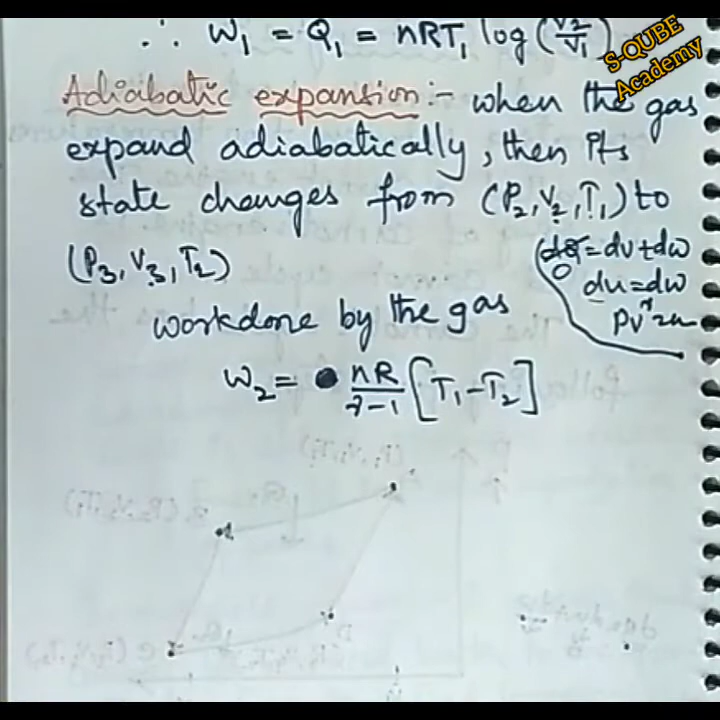 ∴ W₁ = Q₁ = nRT₁ log(V₂/V₁)
S-QUBE
Academy
Adiabatic expansion:- when the gas
expand adiabatically, then its
state changes from (P₂, V₂, T₁) to
(P₃, V₃, T₂)
dQ = du+dw
0
du=dw
workdone by the gas
W₂ = nR/γ-1 [T₁-T₂]